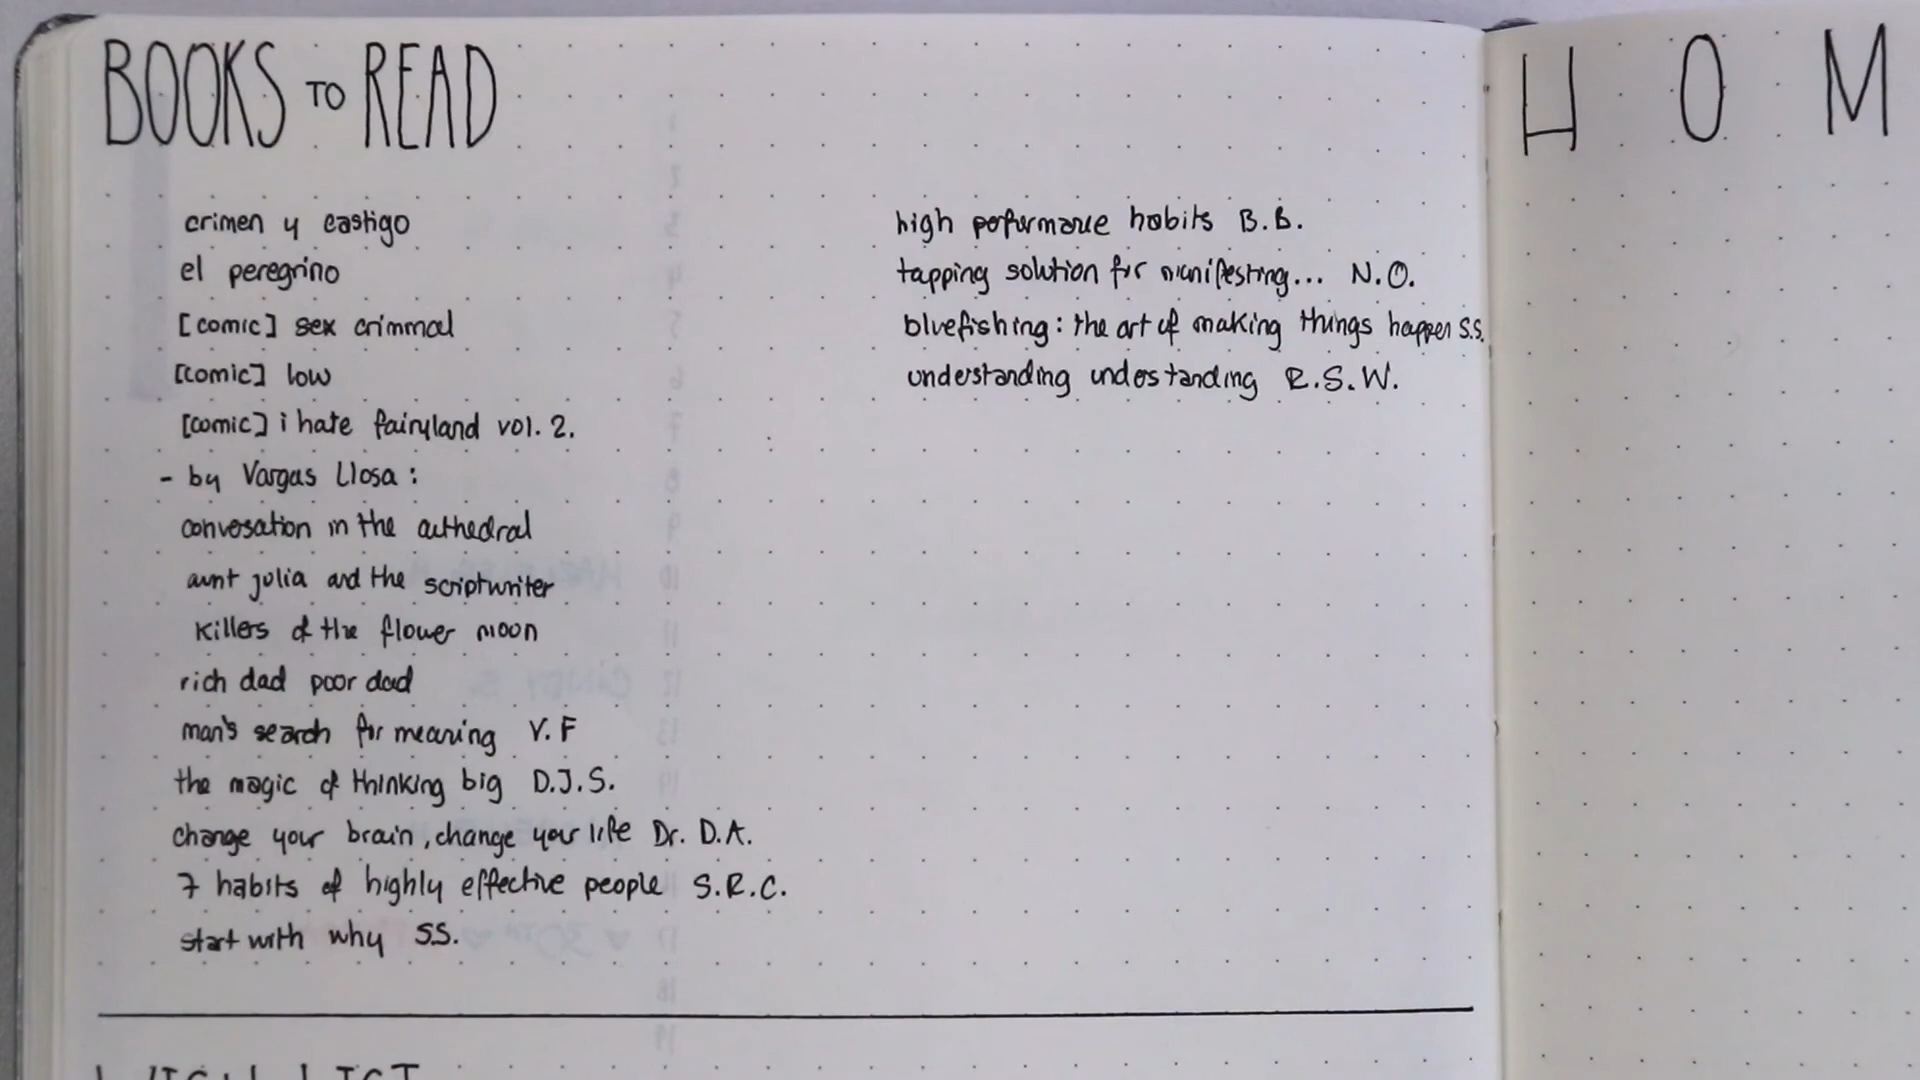 BOOKS TO READ
crimen y castigo
el peregrino
[comic] sex crimmal
[comic] low
[comic] i hate fairyland vol. 2.
- by Vargas Llosa:
convesation in the cathedral
aunt julia and the scriptwriter
killers of the flower moon
rich dad poor dad
man's search for meaning V.F
the magic of thinking big D.J.S.
change your brain, change your life Dr. D.A.
7 habits of highly effective people S.R.C.
start with why S.S.
high peformance habits B.B.
tapping solution for manifesting... N.O.
bluefishing: the art of making things happen S.S.
understanding undestanding R.S.W.
HOM